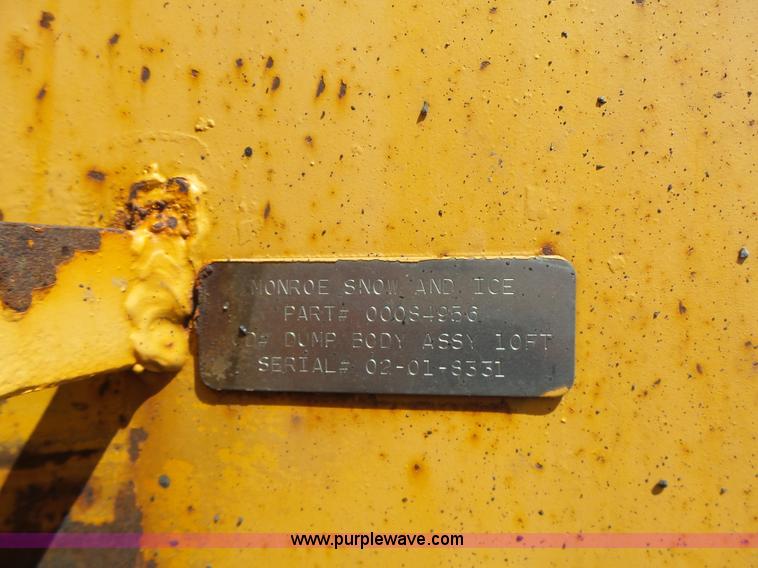 MONROE SNOW AND ICE
PART# 00084956
DUMP BODY ASSY 10FT
SERIAL# 02-01-8331
www.purplewave.com